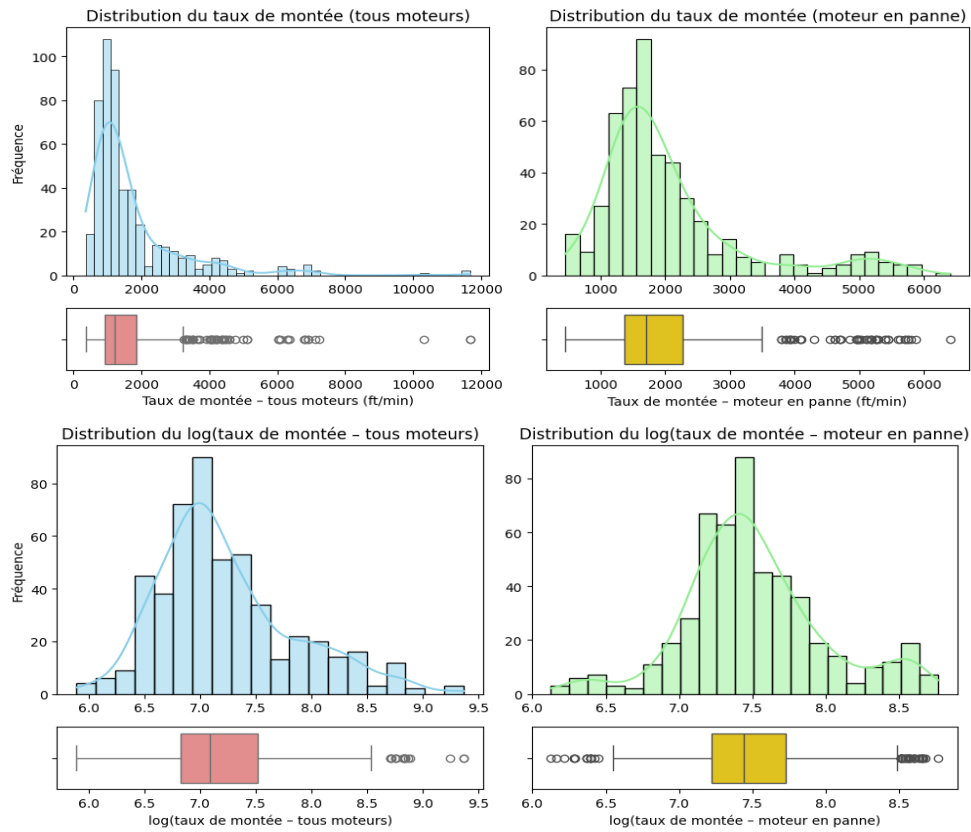 Distribution du taux de montée (tous moteurs)
Distribution du taux de montée (moteur en panne)
Fréquence
100
80
60
40
20
0
0 2000 4000 6000 8000 10000 12000
80
60
40
20
0
1000 2000 3000 4000 5000 6000
0 2000 4000 6000 8000 10000 12000
Taux de montée – tous moteurs (ft/min)
1000 2000 3000 4000 5000 6000
Taux de montée – moteur en panne (ft/min)
Distribution du log(taux de montée – tous moteurs)
Distribution du log(taux de montée – moteur en panne)
Fréquence
80
60
40
20
0
6.0 6.5 7.0 7.5 8.0 8.5 9.0 9.5
80
60
40
20
0
6.0 6.5 7.0 7.5 8.0 8.5
6.0 6.5 7.0 7.5 8.0 8.5 9.0 9.5
log(taux de montée – tous moteurs)
6.0 6.5 7.0 7.5 8.0 8.5
log(taux de montée – moteur en panne)